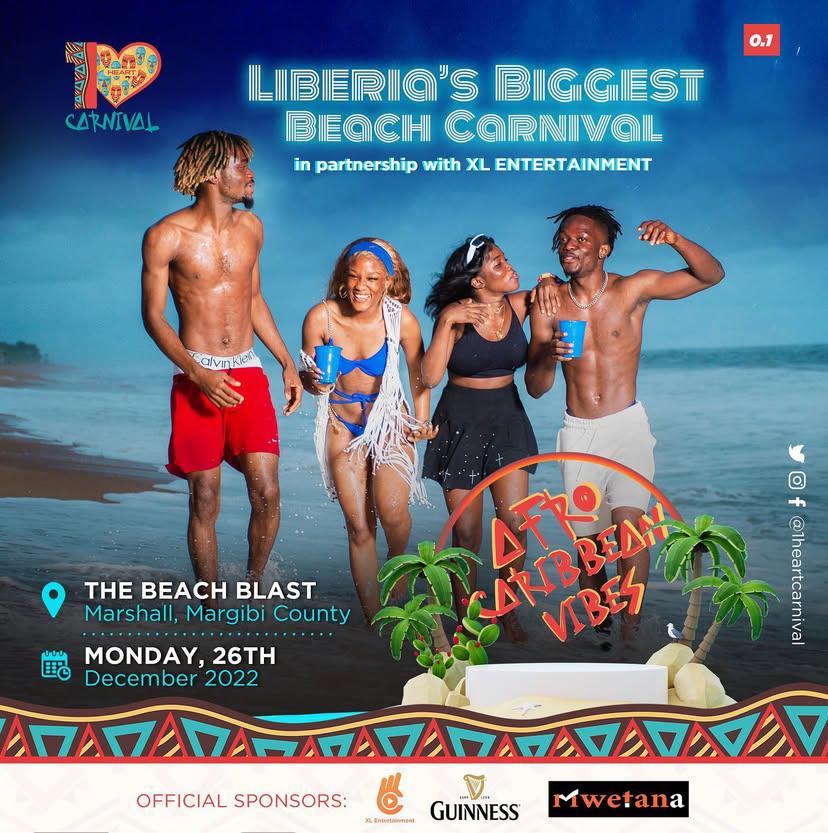 0.1
1 HEART
CARNIVAL
LIBERIA'S BIGGEST
BEACH CARNIVAL
in partnership with XL ENTERTAINMENT
Calvin Klein
AFRO
CARIBBEAN
VIBES
@1heartcarnival
THE BEACH BLAST
Marshall, Margibi County
MONDAY, 26TH
December 2022
OFFICIAL SPONSORS:
XL Entertainment
GUINNESS
Mwetana